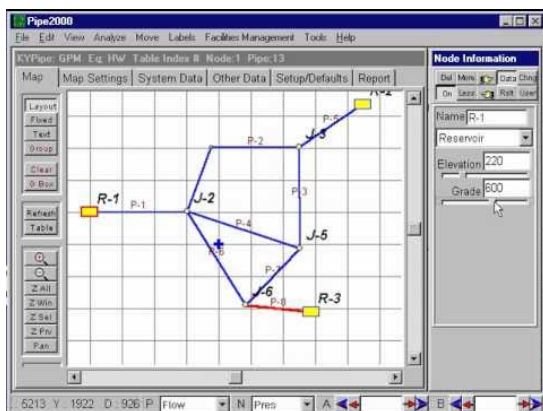 Pipe2000
File Edit View Analyze Move Labels Facilities Management Tools Help
KYPipe: GPM Eq: HW Table Index # Node:1 Pipe:13
Map Map Settings System Data Other Data Setup/Defaults Report
Layout
Fixed
Text
Group
Clear
Box
Refresh
Table
Z All
Z Win
Z Sel
Z Prv
Pan
R-2
P-5
J-3
P-2
P-3
R-1
P-1
J-2
P-4
J-5
P-6
P-7
J-6
P-8
R-3
Node Information
Del More Data Chng
On Less Rslt User
Name R-1
Reservoir
Elevation 220
Grade 600
: 5213 Y : 1922 D : 926 P Flow N Pres A B